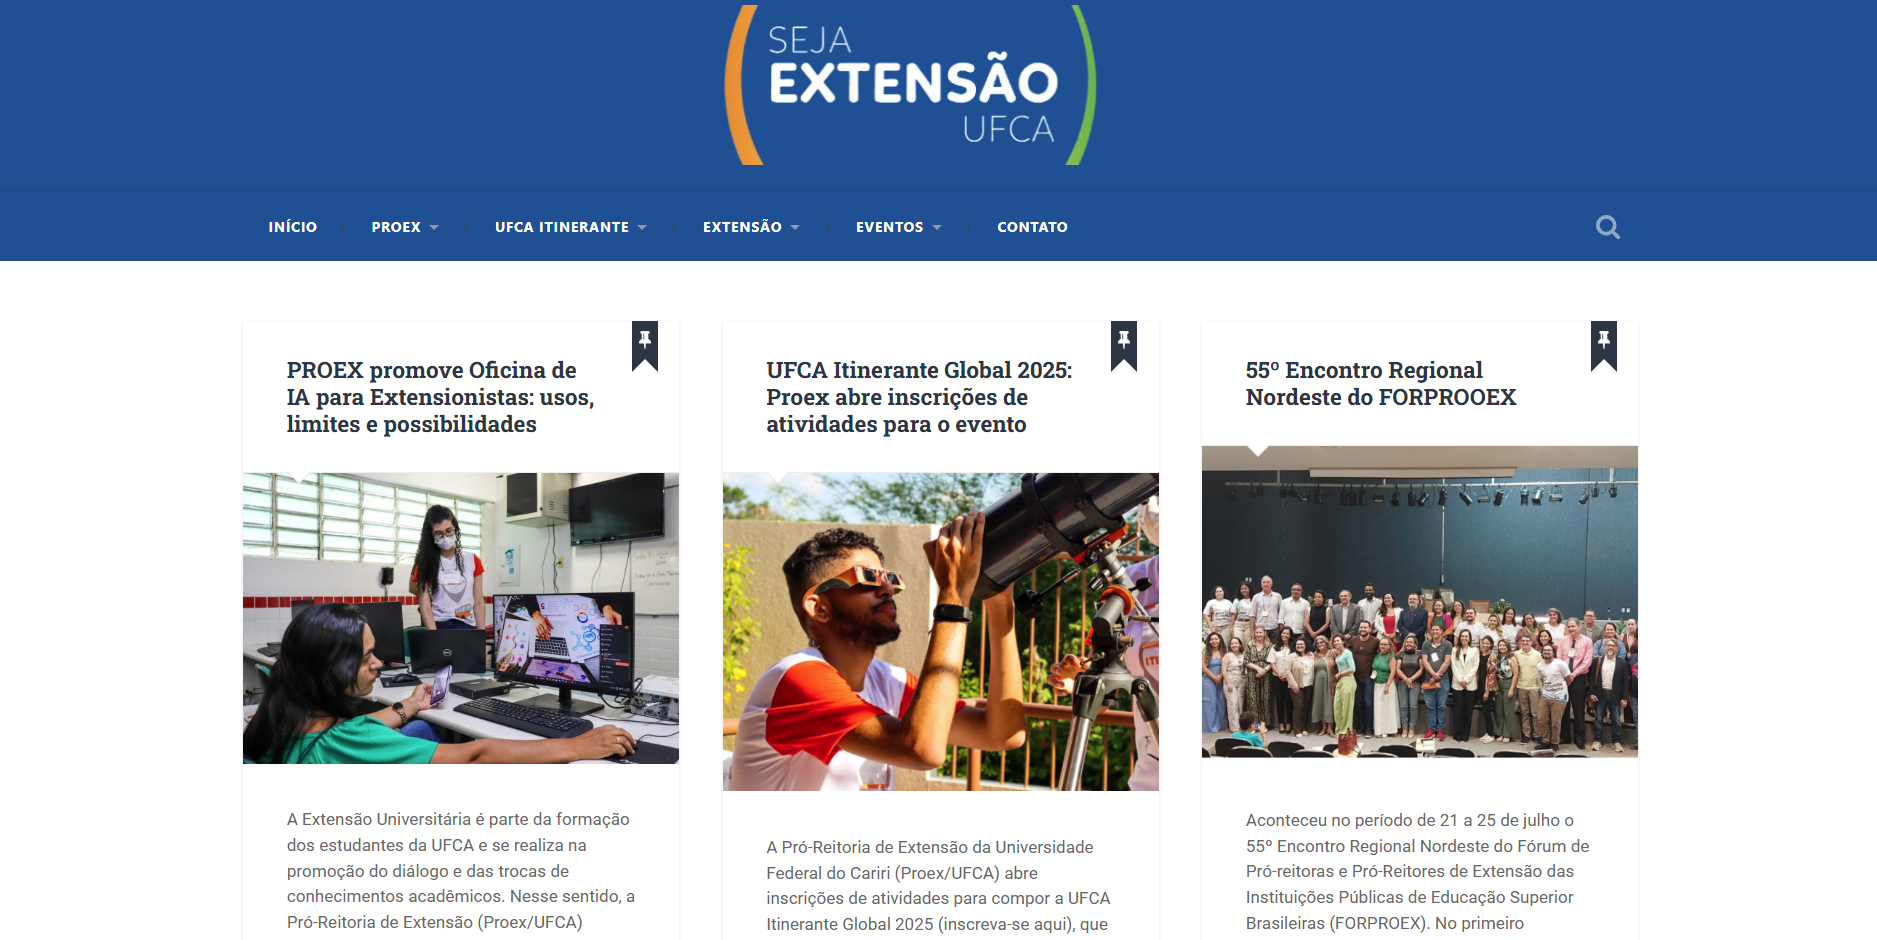 SEJA
EXTENSÃO
UFCA
INÍCIO / PROEX / UFCA ITINERANTE / EXTENSÃO / EVENTOS / CONTATO
PROEX promove Oficina de
IA para Extensionistas: usos,
limites e possibilidades
A Extensão Universitária é parte da formação
dos estudantes da UFCA e se realiza na
promoção do diálogo e das trocas de
conhecimentos acadêmicos. Nesse sentido, a
Pró-Reitoria de Extensão (Proex/UFCA)
UFCA Itinerante Global 2025:
Proex abre inscrições de
atividades para o evento
A Pró-Reitoria de Extensão da Universidade
Federal do Cariri (Proex/UFCA) abre
inscrições de atividades para compor a UFCA
Itinerante Global 2025 (inscreva-se aqui), que
55º Encontro Regional
Nordeste do FORPROOEX
Aconteceu no período de 21 a 25 de julho o
55º Encontro Regional Nordeste do Fórum de
Pró-reitoras e Pró-Reitores de Extensão das
Instituições Públicas de Educação Superior
Brasileiras (FORPROEX). No primeiro